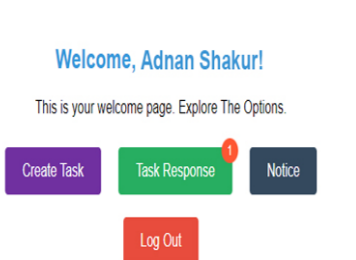 Welcome, Adnan Shakur!
This is your welcome page. Explore The Options.
Create Task Task Response 1 Notice
Log Out